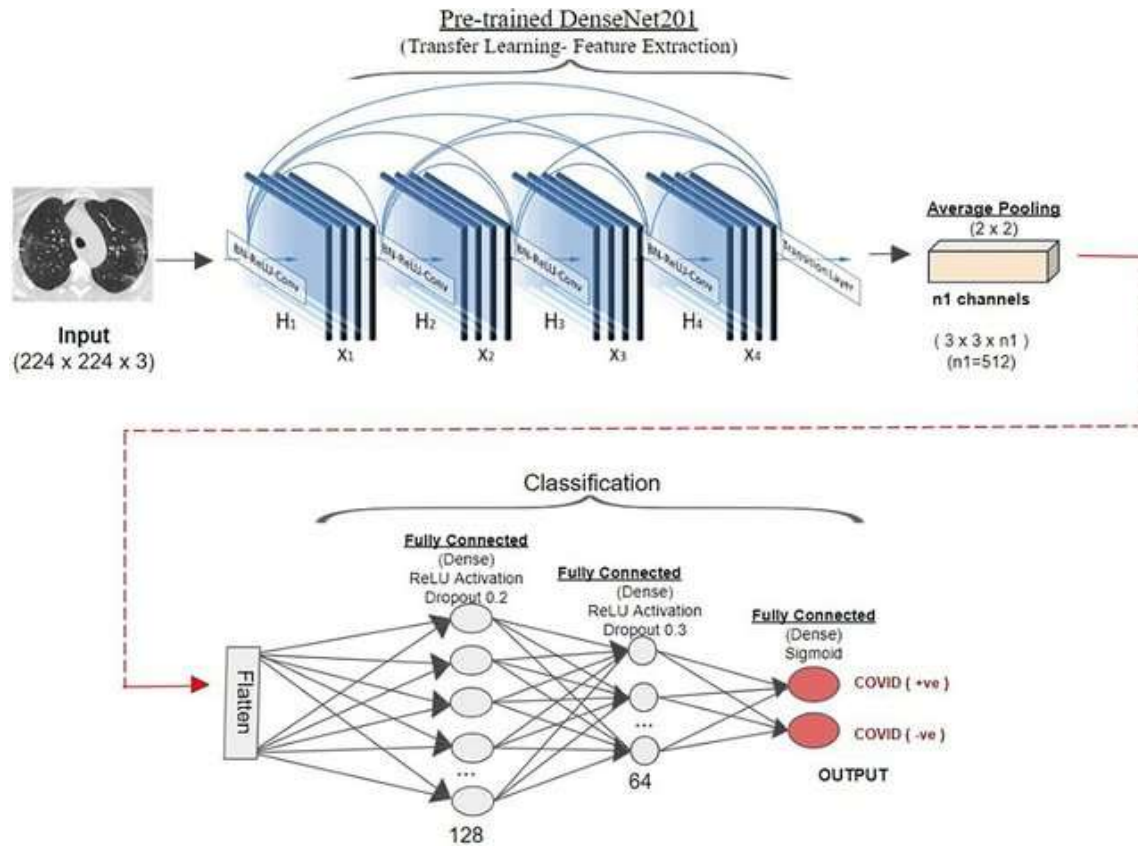 Pre-trained DenseNet201
(Transfer Learning- Feature Extraction)
BN-ReLU-Conv
H1
X1
BN-ReLU-Conv
H2
X2
BN-ReLU-Conv
H3
X3
BN-ReLU-Conv
H4
X4
Transition Layer
Input
(224 x 224 x 3)
Average Pooling
(2 x 2)
n1 channels
( 3 x 3 x n1 )
(n1=512)
Classification
Flatten
Fully Connected
(Dense)
ReLU Activation
Dropout 0.2
...
128
Fully Connected
(Dense)
ReLU Activation
Dropout 0.3
...
64
Fully Connected
(Dense)
Sigmoid
COVID ( +ve )
COVID ( -ve )
OUTPUT